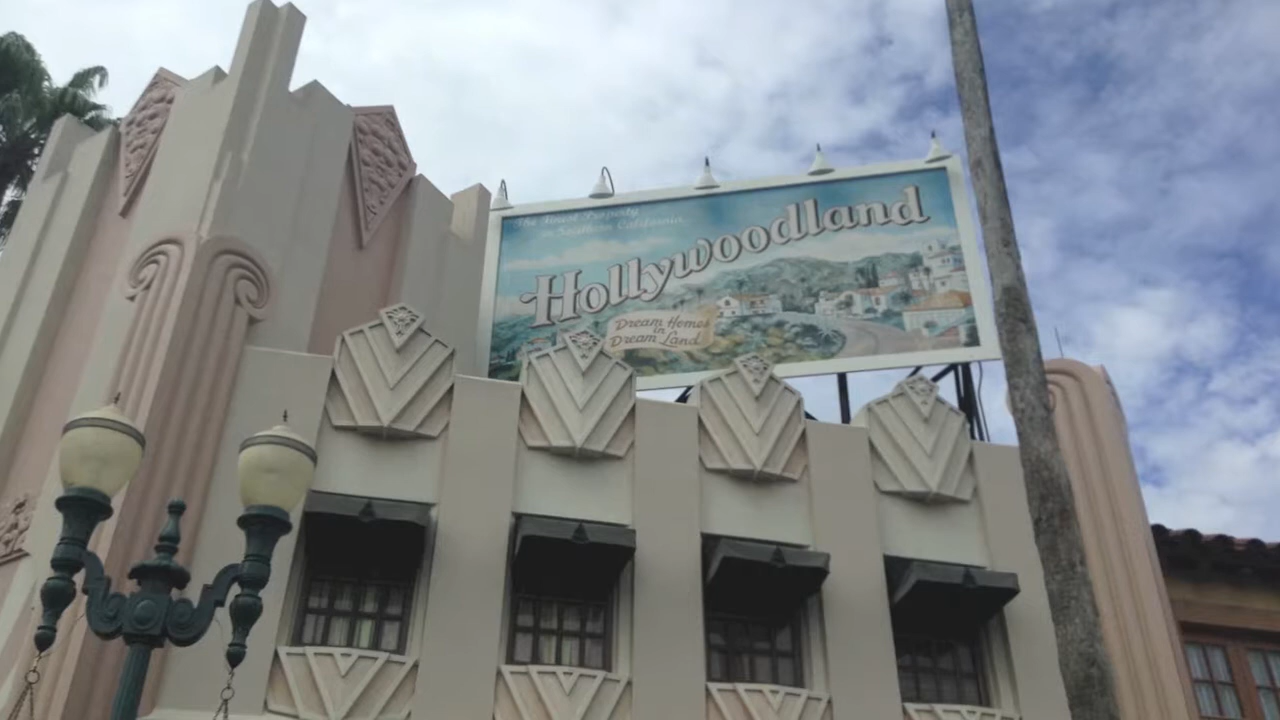 The Finest Property
in Southern California
Hollywoodland
Dream Homes
in
Dream Land